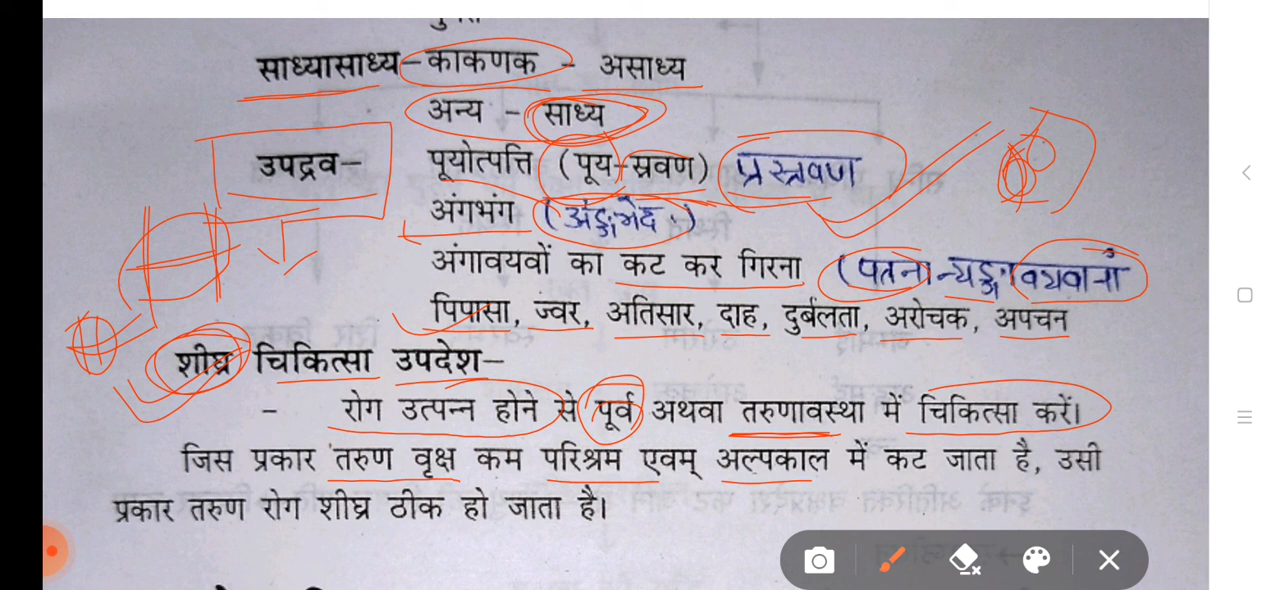 साध्यासाध्य– काकणक - असाध्य
अन्य - साध्य
उपद्रव– पूयोत्पत्ति (पूय-स्रवण) प्रस्त्रवण
अंगभंग (अङ्गभेद)
अंगावयवों का कट कर गिरना (पतनान्यङ्गावयवानां
पिपासा, ज्वर, अतिसार, दाह, दुर्बलता, अरोचक, अपचन
शीघ्र चिकित्सा उपदेश–
- रोग उत्पन्न होने से पूर्व अथवा तरुणावस्था में चिकित्सा करें।
जिस प्रकार तरुण वृक्ष कम परिश्रम एवम् अल्पकाल में कट जाता है, उसी
प्रकार तरुण रोग शीघ्र ठीक हो जाता है।